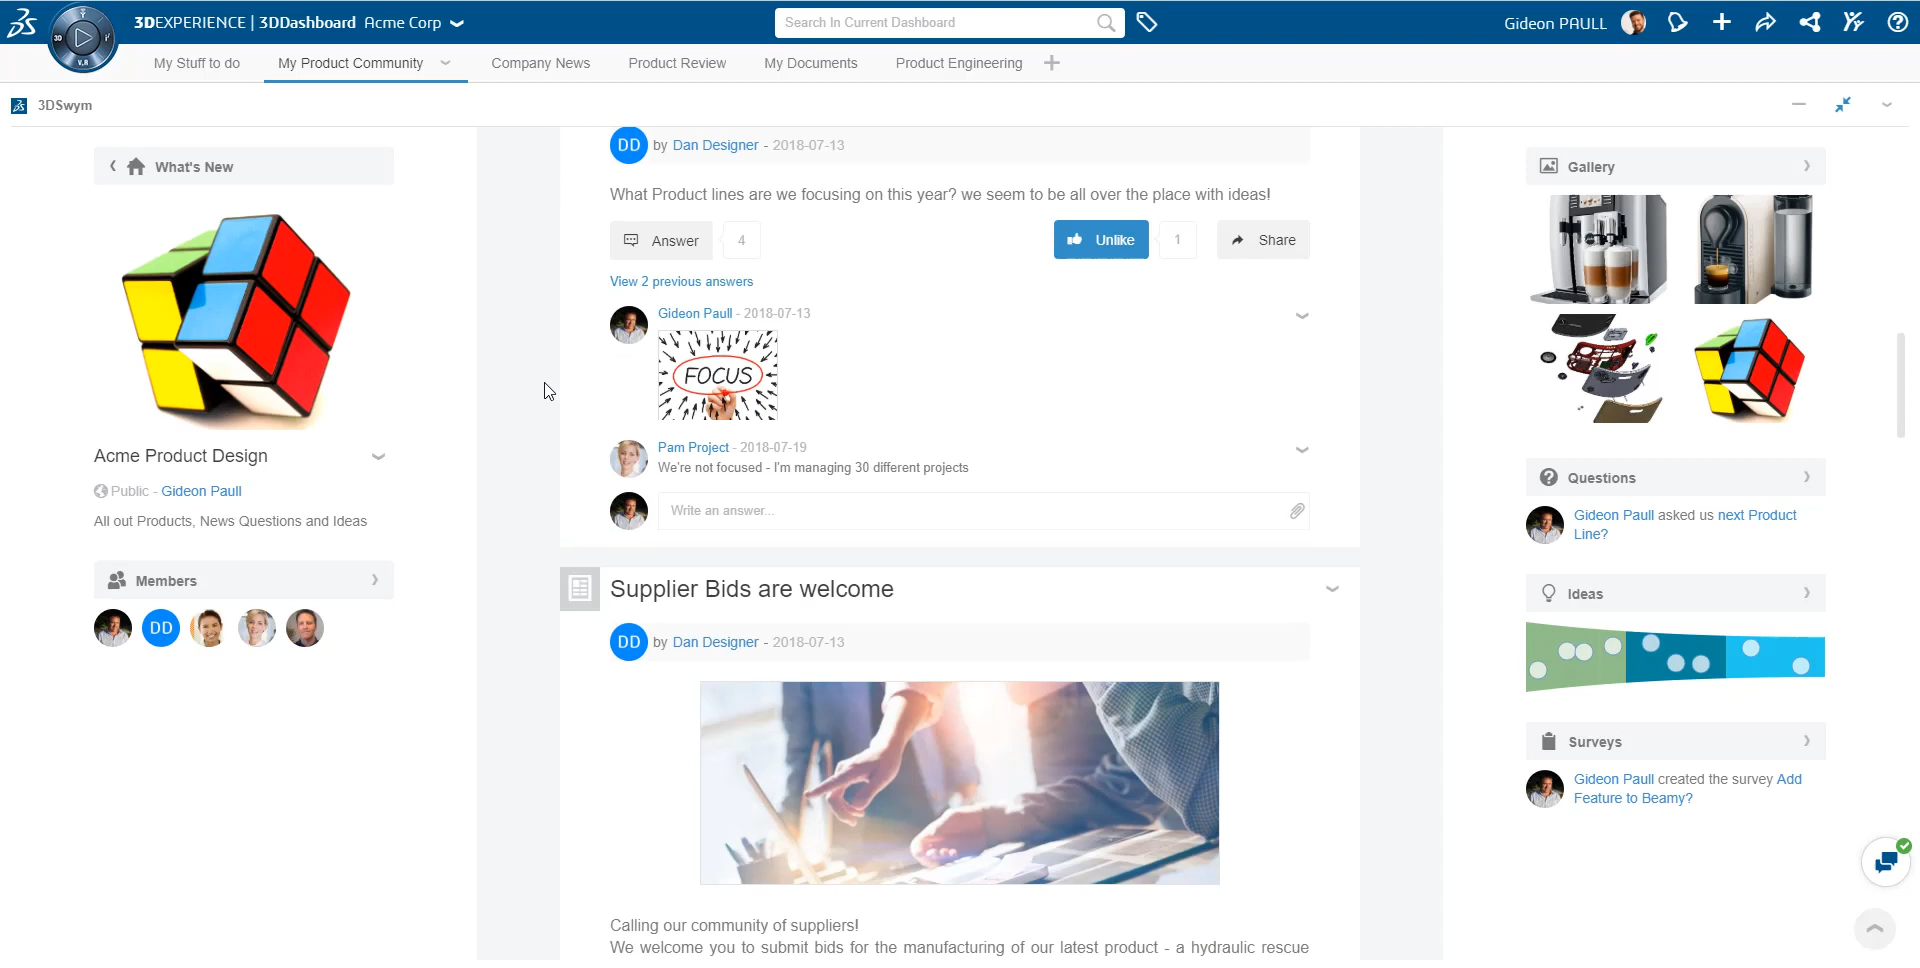 3DEXPERIENCE | 3DDashboard Acme Corp
Search In Current Dashboard
Gideon PAULL
3D
V.R
My Stuff to do
My Product Community
Company News
Product Review
My Documents
Product Engineering
3DSwym
What's New
Acme Product Design
Public - Gideon Paull
All out Products, News Questions and Ideas
Members
DD
DD by Dan Designer - 2018-07-13
What Product lines are we focusing on this year? we seem to be all over the place with ideas!
Answer 4
Unlike 1
Share
View 2 previous answers
Gideon Paull - 2018-07-13
FOCUS
Pam Project - 2018-07-19
We're not focused - I'm managing 30 different projects
Write an answer...
Supplier Bids are welcome
DD by Dan Designer - 2018-07-13
Calling our community of suppliers!
We welcome you to submit bids for the manufacturing of our latest product - a hydraulic rescue
Gallery
Questions
Gideon Paull asked us next Product
Line?
Ideas
Surveys
Gideon Paull created the survey Add
Feature to Beamy?